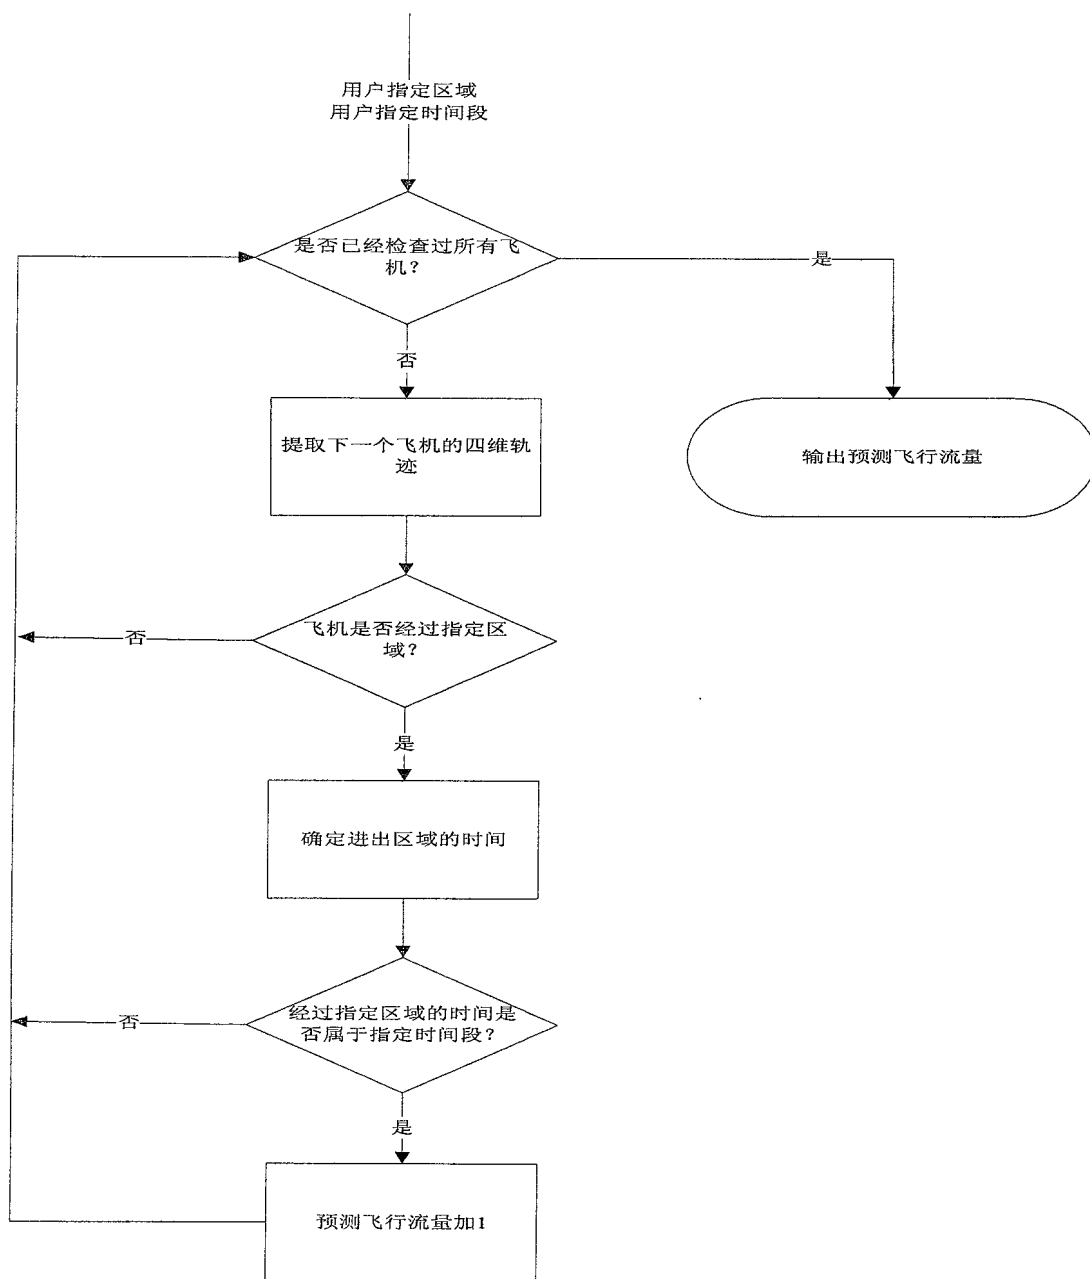 用户指定区域
用户指定时间段
是否已经检查过所有飞
机?
是
否
提取下一个飞机的四维轨
迹
输出预测飞行流量
飞机是否经过指定区
域?
否
是
确定进出区域的时间
经过指定区域的时间是
否属于指定时间段?
否
是
预测飞行流量加1